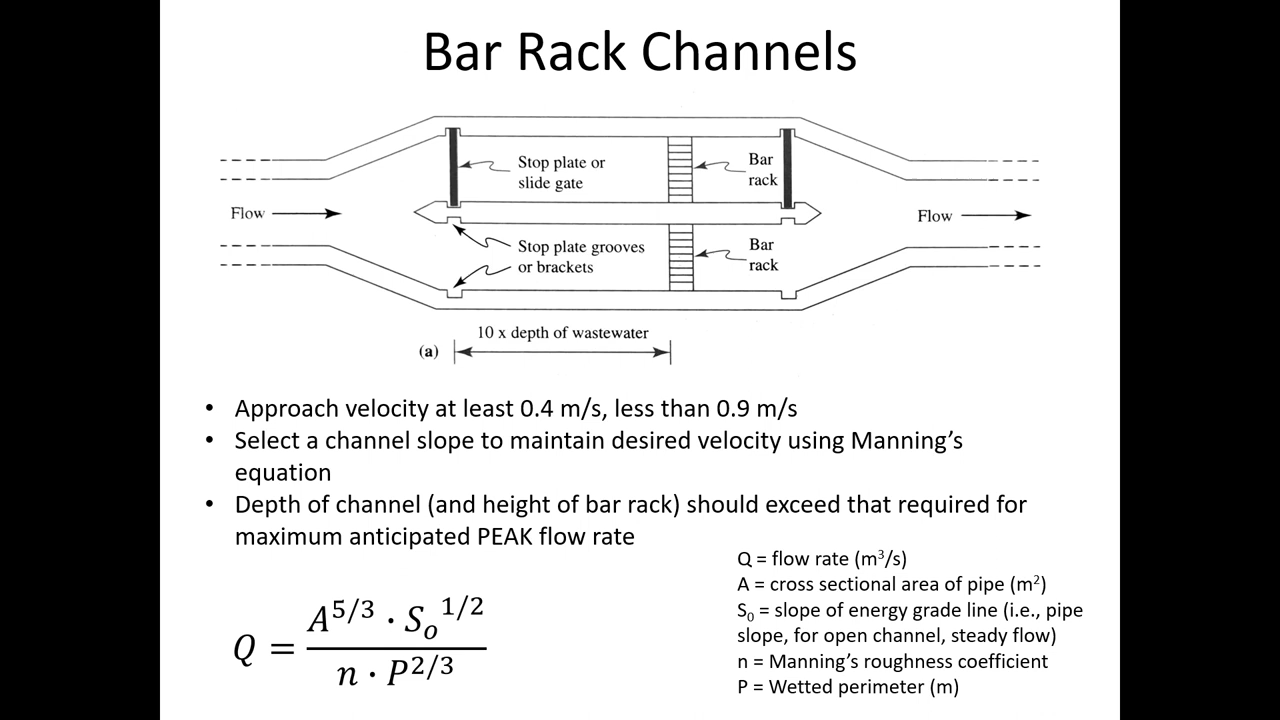 Bar Rack Channels
Stop plate or
slide gate
Bar
rack
Flow
Flow
Stop plate grooves
or brackets
Bar
rack
10 x depth of wastewater
(a)
• Approach velocity at least 0.4 m/s, less than 0.9 m/s
• Select a channel slope to maintain desired velocity using Manning’s
equation
• Depth of channel (and height of bar rack) should exceed that required for
maximum anticipated PEAK flow rate
Q = flow rate (m³/s)
A = cross sectional area of pipe (m²)
S₀ = slope of energy grade line (i.e., pipe
slope, for open channel, steady flow)
n = Manning’s roughness coefficient
P = Wetted perimeter (m)
Q = (A^{5/3} · S_o^{1/2}) / (n · P^{2/3})